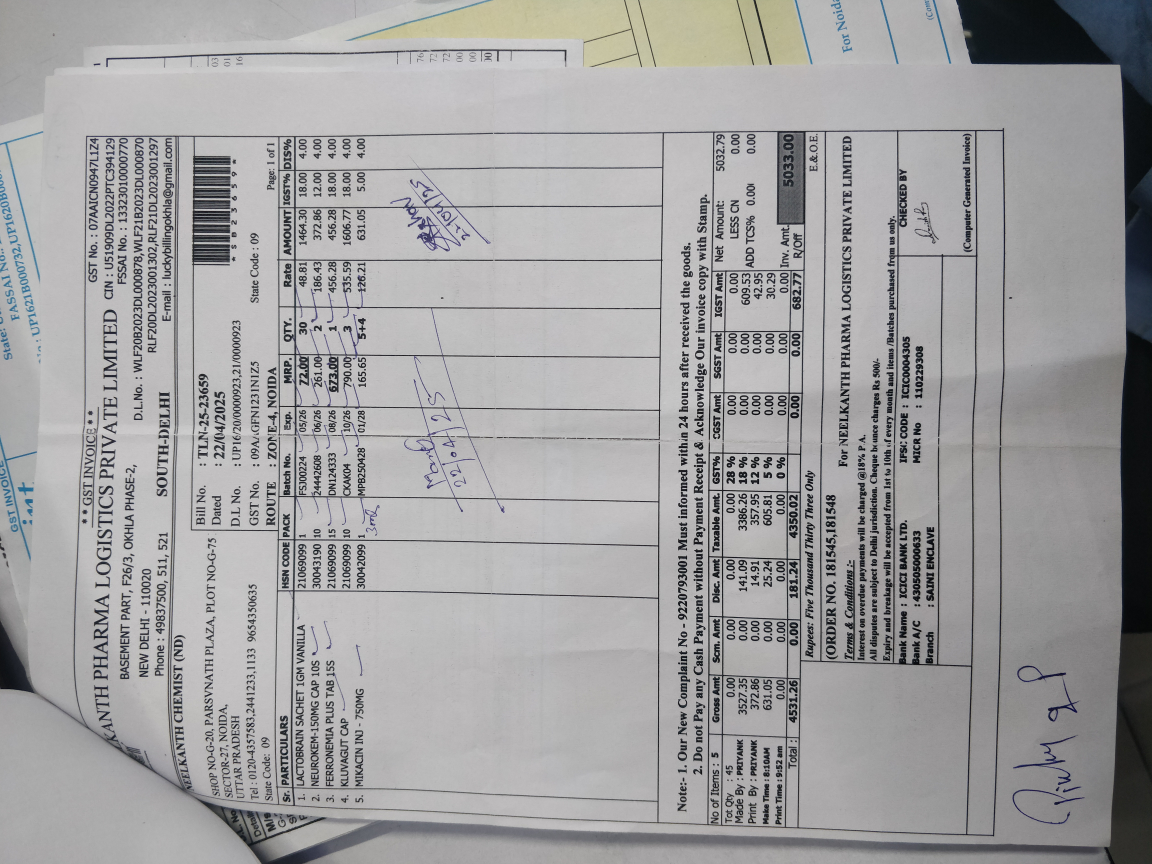 **GST INVOICE**
GST No. : 07AAICN0947L1Z4
KANTH PHARMA LOGISTICS PRIVATE LIMITED
CIN : U51909DL2022PTC394129
BASEMENT PART, F26/3, OKHLA PHASE-2,
FSSAI No. : 13323010000770
NEW DELHI - 110020
D.L.No. : WLF20B2023DL000878,WLF21B2023DL000870
Phone : 49837500, 511, 521
RLF20DL2023001302,RLF21DL2023001297
SOUTH-DELHI
E-mail : luckybillingokhla@gmail.com
NEELKANTH CHEMIST (ND)
SHOP NO-G-20, PARSVNATH PLAZA, PLOT NO-G-75
SECTOR-27, NOIDA,
UTTAR PRADESH
Tel : 0120-4357583,2441233,1133 9654350635
State Code: 09
Bill No. : TLN-25-23659
Dated : 22/04/2025
D.L No. : UP16/20/0000923,21/0000923
GST No. : 09AAGFN1231N1Z5
State Code : 09
ROUTE : ZONE-4, NOIDA
Page: 1 of 1
*SB23659*
Sr. PARTICULARS HSN CODE PACK Batch No. Exp. MRP. QTY. Rate AMOUNT IGST% DIS%
1. LACTOBRAIN SACHET 1GM VANILLA 21069099 1 FSJ00224 05/26 72.00 30 48.81 1464.30 18.00 4.00
2. NEUROKEM-150MG CAP 10S 30043190 10 24442608 06/26 261.00 2 186.43 372.86 12.00 4.00
3. FERRONEMIA PLUS TAB 15S 21069099 15 DN124333 08/26 673.00 1 456.28 456.28 18.00 4.00
4. KLUVAGUT CAP 21069099 10 CKAK04 10/26 790.00 3 535.59 1606.77 18.00 4.00
5. MIKACIN INJ - 750MG 30042099 1 MPB250428 01/28 165.65 5+4 126.21 631.05 5.00 4.00
22/04/25
22/04/25
Note:- 1. Our New Complaint No - 9220793001 Must informed within 24 hours after received the goods.
2. Do not Pay any Cash Payment without Payment Receipt & Acknowledge Our invoice copy with Stamp.
No of Items : 5
Tot Qty : 45
Made By : PRIYANK
Print By : PRIYANK
Make Time : 8:10AM
Print Time : 9:52 am
Gross Amt Scm. Amt Disc. Amt Taxable Amt. GST% CGST Amt SGST Amt IGST Amt
0.00 0.00 0.00 0.00 28 % 0.00 0.00 0.00
3527.35 0.00 141.09 3386.26 18 % 0.00 0.00 609.53
372.86 0.00 14.91 357.95 12 % 0.00 0.00 42.95
631.05 0.00 25.24 605.81 5 % 0.00 0.00 30.29
0.00 0.00 0.00 0.00 0 % 0.00 0.00 0.00
Total : 4531.26 0.00 181.24 4350.02 0.00 0.00 682.77
Net Amount: 5032.79
LESS CN 0.00
ADD TCS% 0.00 0.00
Inv. Amt.
R/Off
5033.00
Rupees: Five Thousand Thirty Three Only
E.&.O.E.
(ORDER NO. 181545,181548
For NEELKANTH PHARMA LOGISTICS PRIVATE LIMITED
Terms & Conditions :-
Interest on overdue payments will be charged @18% P.A.
All disputes are subject to Delhi jurisdiction. Cheque bounce charges Rs 500/-
Expiry and breakage will be accepted from 1st to 10th of every month and items /Batches purchased from us only.
Bank Name : ICICI BANK LTD. IFSC CODE : ICIC0004305
Bank A/C : 430505000633 MICR No : 110229308
Branch : SAINI ENCLAVE
CHECKED BY
(Computer Generated Invoice)
GST INVOICE
For Noida